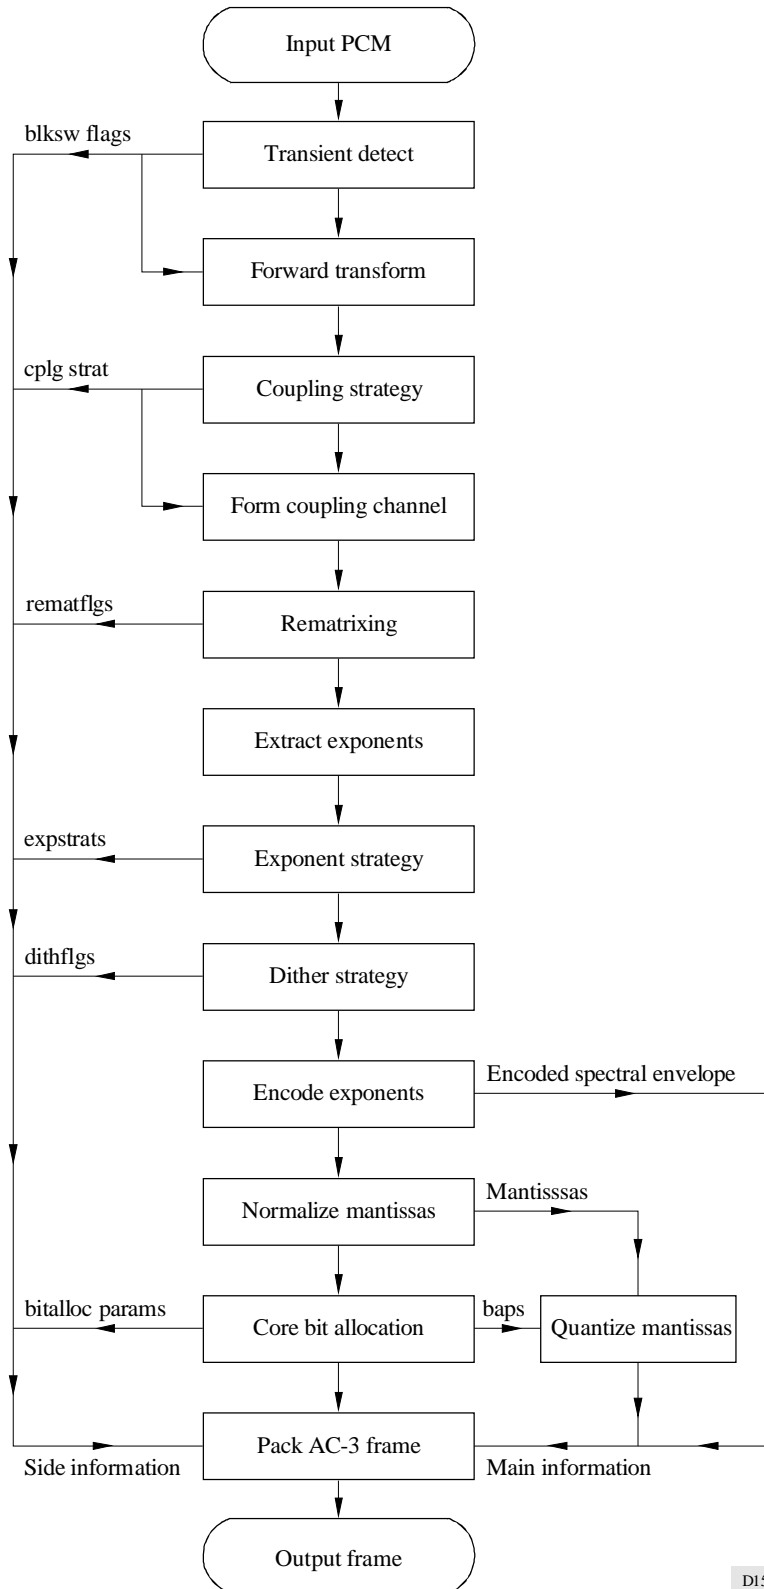 Input PCM
blksw flags
Transient detect
Forward transform
cplg strat
Coupling strategy
Form coupling channel
rematflgs
Rematrixing
Extract exponents
expstrats
Exponent strategy
dithflgs
Dither strategy
Encoded spectral envelope
Encode exponents
Mantisssas
Normalize mantissas
bitalloc params
baps
Core bit allocation
Quantize mantissas
Pack AC-3 frame
Side information
Main information
Output frame
D15